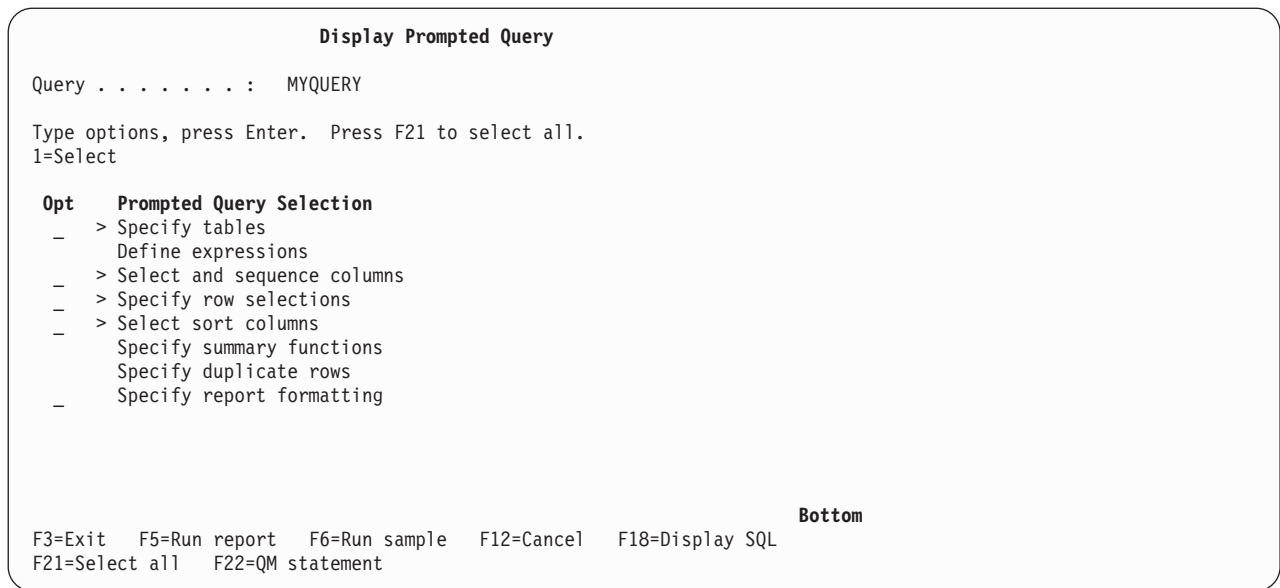 Display Prompted Query
Query . . . . . . . : MYQUERY
Type options, press Enter. Press F21 to select all.
1=Select
Opt Prompted Query Selection
_ > Specify tables
Define expressions
_ > Select and sequence columns
_ > Specify row selections
_ > Select sort columns
Specify summary functions
Specify duplicate rows
_ Specify report formatting
Bottom
F3=Exit F5=Run report F6=Run sample F12=Cancel F18=Display SQL
F21=Select all F22=QM statement